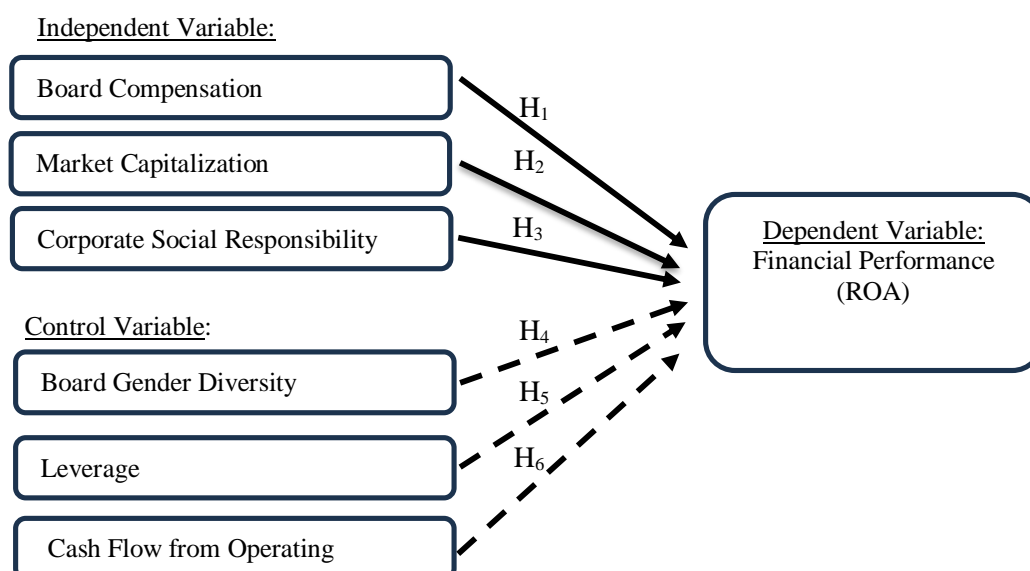 Independent Variable:
Board Compensation
H₁
Market Capitalization
H₂
Corporate Social Responsibility
H₃
Dependent Variable:
Financial Performance
(ROA)
Control Variable:
Board Gender Diversity
H₄
Leverage
H₅
Cash Flow from Operating
H₆